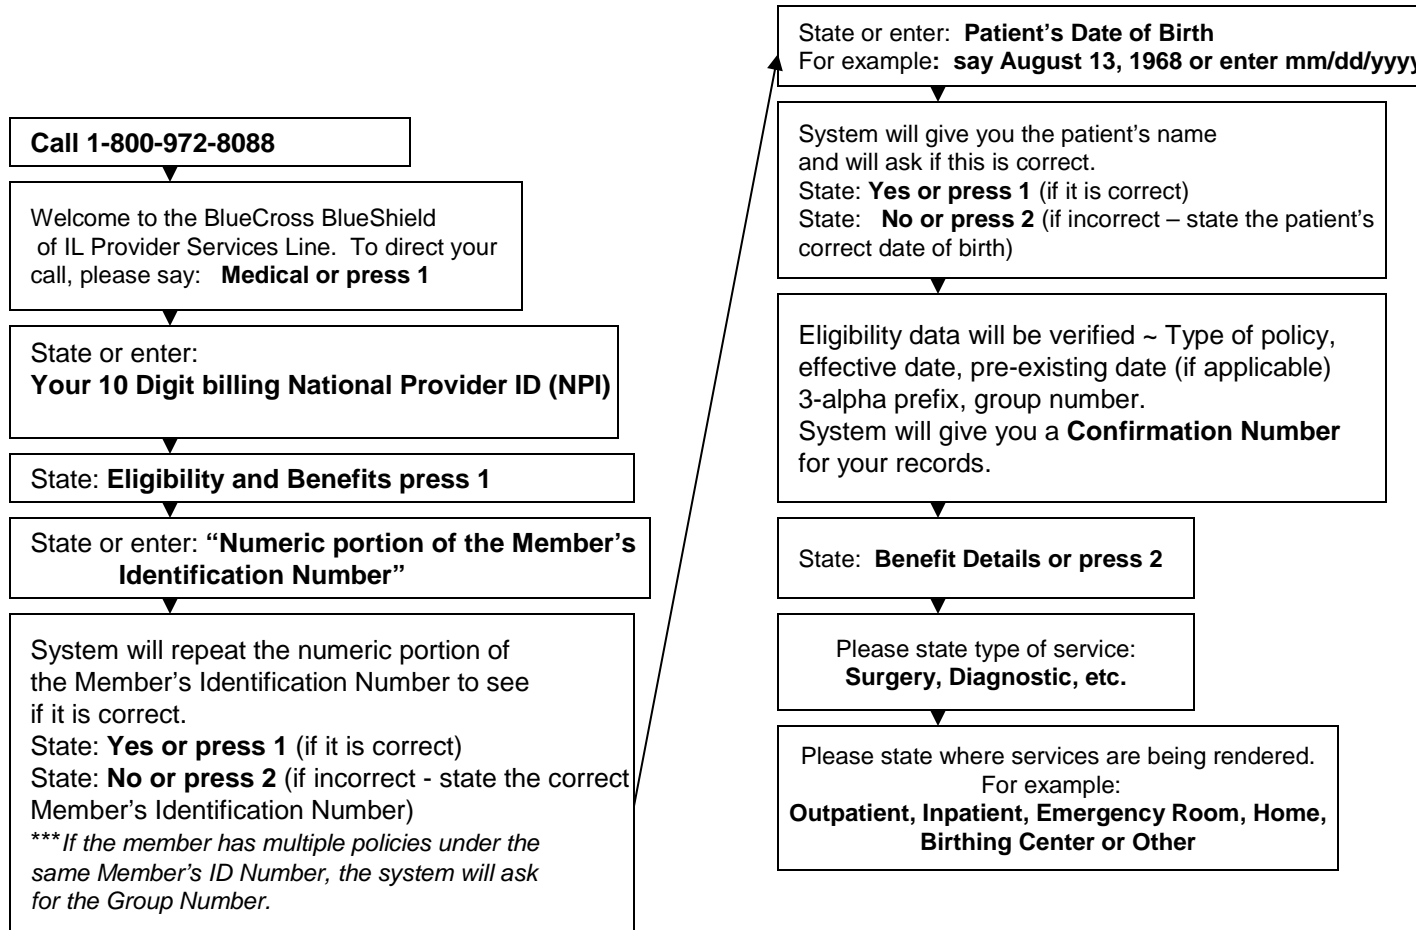 Call 1-800-972-8088
Welcome to the BlueCross BlueShield
of IL Provider Services Line. To direct your
call, please say: Medical or press 1
State or enter:
Your 10 Digit billing National Provider ID (NPI)
State: Eligibility and Benefits press 1
State or enter: “Numeric portion of the Member’s
Identification Number”
System will repeat the numeric portion of
the Member’s Identification Number to see
if it is correct.
State: Yes or press 1 (if it is correct)
State: No or press 2 (if incorrect - state the correct
Member’s Identification Number)
***If the member has multiple policies under the
same Member’s ID Number, the system will ask
for the Group Number.
State or enter: Patient’s Date of Birth
For example: say August 13, 1968 or enter mm/dd/yyyy
System will give you the patient’s name
and will ask if this is correct.
State: Yes or press 1 (if it is correct)
State: No or press 2 (if incorrect – state the patient’s
correct date of birth)
Eligibility data will be verified ~ Type of policy,
effective date, pre-existing date (if applicable)
3-alpha prefix, group number.
System will give you a Confirmation Number
for your records.
State: Benefit Details or press 2
Please state type of service:
Surgery, Diagnostic, etc.
Please state where services are being rendered.
For example:
Outpatient, Inpatient, Emergency Room, Home,
Birthing Center or Other